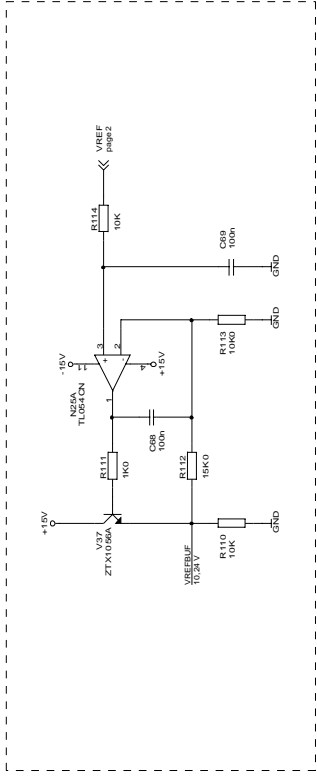 VREF
page2
R114
10K
C69
100n
GND
-15V
11
3
2
+
-
1
4
+15V
N25A
TL054CN
R113
10K0
GND
C68
100n
R111
1K0
R112
15K0
+15V
V37
ZTX1056A
VREFBUF
10,24 V
R110
10K
GND